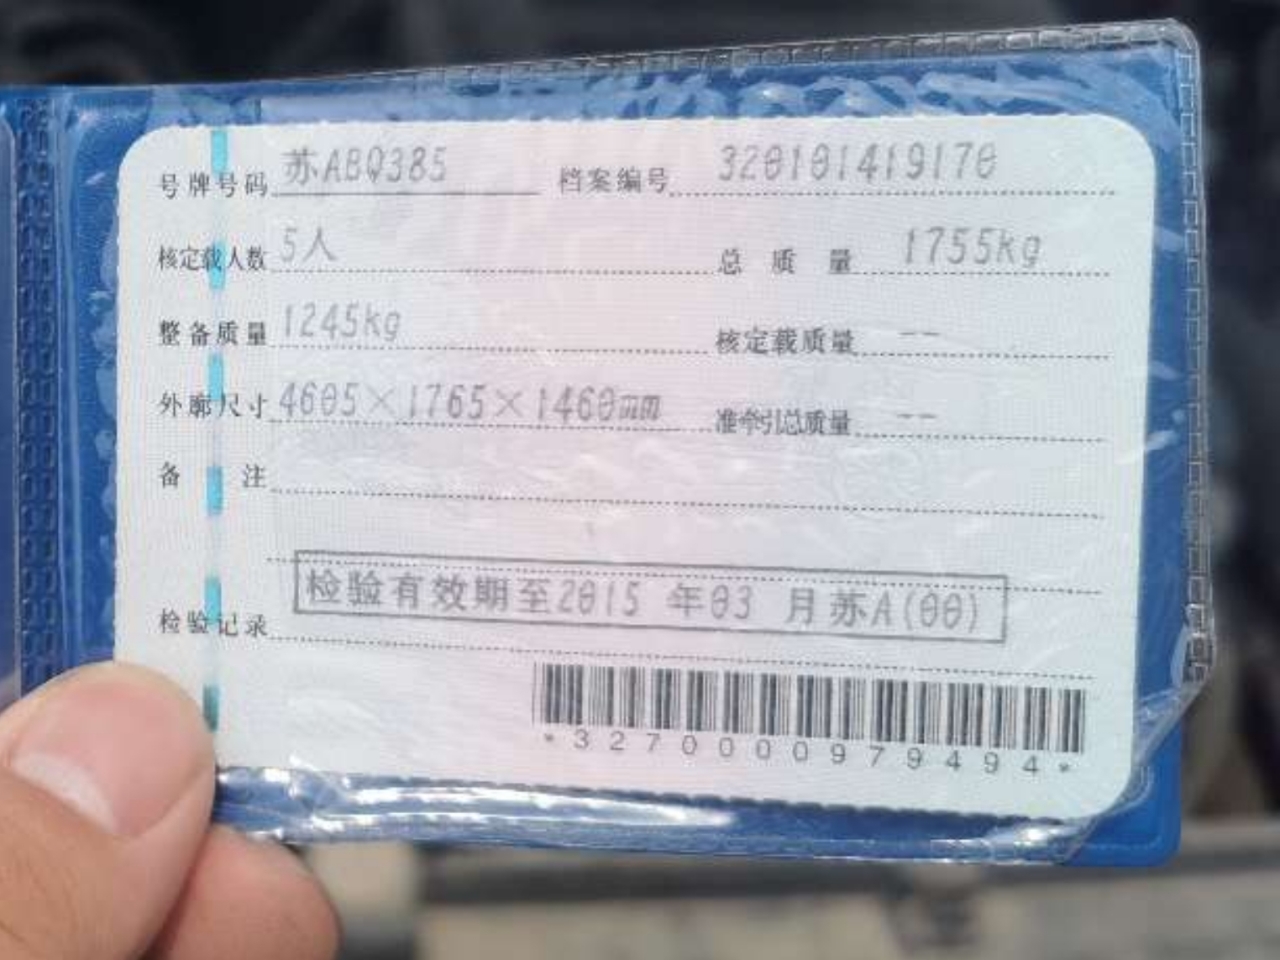 号牌号码 苏ABQ385 档案编号 320101419170
核定载人数 5人 总质量 1755kg
整备质量 1245kg 核定载质量 --
外廓尺寸 4605×1765×1460mm 准牵引总质量 --
备注
检验记录 检验有效期至2015 年03 月苏A(00)
*3270000979494*